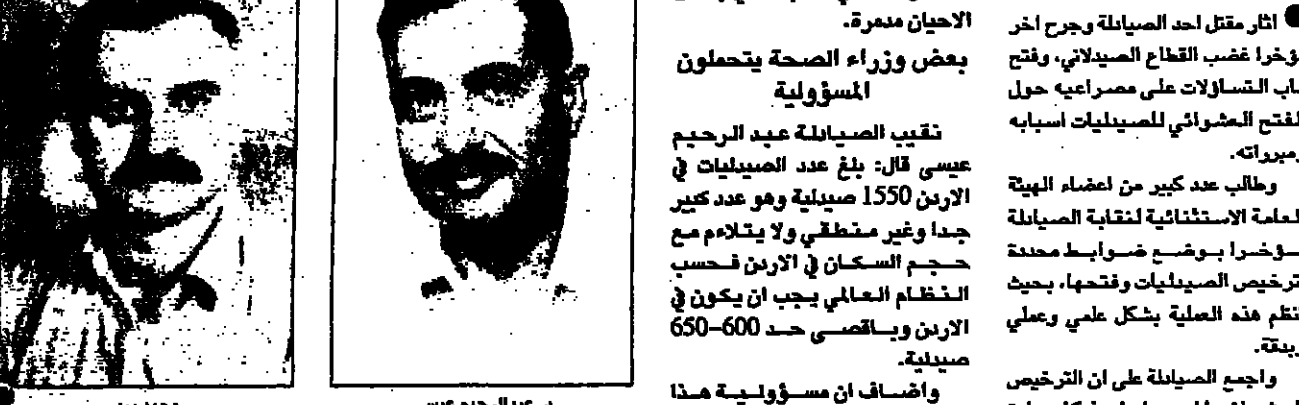 اثار مقتل احد الصيادلة وجرح اخر
مؤخرا غضب القطاع الصيدلاني، وفتح
باب التساؤلات على مصراعيه حول
الفتح العشوائي للصيدليات اسبابه
ومبرراته.
وطالب عدد كبير من اعضاء الهيئة
العامة الاستثنائية لنقابة الصيادلة
مؤخرا بوضع ضوابط محددة
لترخيص الصيدليات وفتحها، بحيث
تنظم هذه العملية بشكل علمي وعملي
وبدقة.
واجمع الصيادلة على ان الترخيص
الاحيان مدمرة.
بعض وزراء الصحة يتحملون
المسؤولية
نقيب الصيادلة عبد الرحيم
عيسى قال: بلغ عدد الصيدليات في
الاردن 1550 صيدلية وهو عدد كبير
جدا وغير منطقي ولا يتلاءم مع
حجم السكان في الاردن فحسب
النظام العالمي يجب ان يكون في
الاردن وباقصى حد 600–650
صيدلية.
واضاف ان مسؤولية هذا